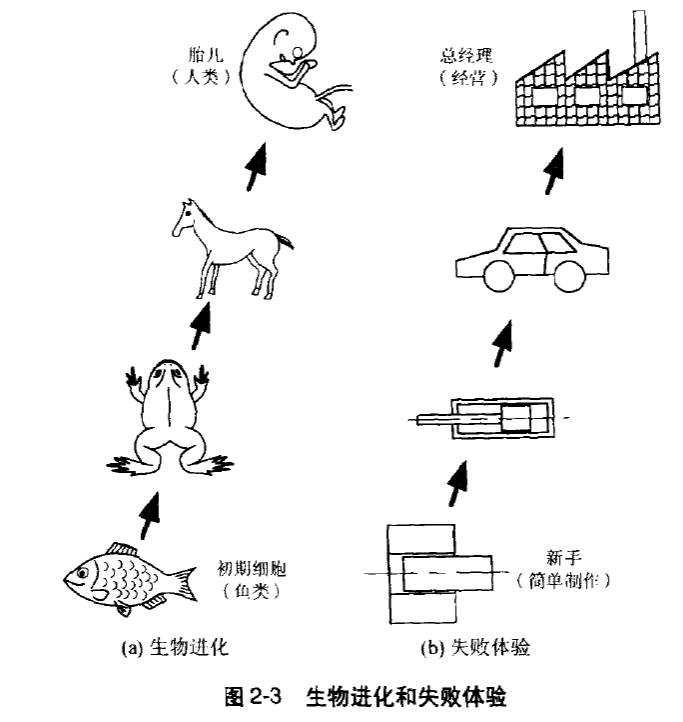 胎儿
（人类）
总经理
（经营）
初期细胞
（鱼类）
新手
（简单制作）
(a) 生物进化
(b) 失败体验
图 2-3 生物进化和失败体验